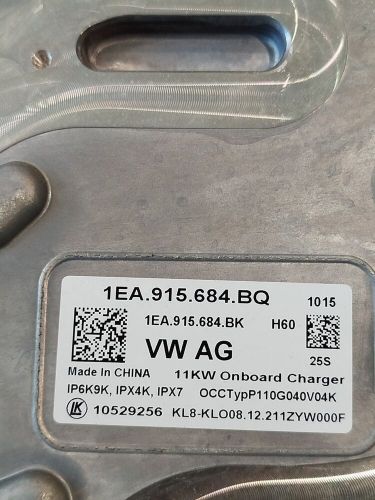 1EA.915.684.BQ 1015
1EA.915.684.BK H60
VW AG
25S
Made In CHINA 11KW Onboard Charger
IP6K9K, IPX4K, IPX7 OCCTypP110G040V04K
LK 10529256 KL8-KLO08.12.211ZYW000F